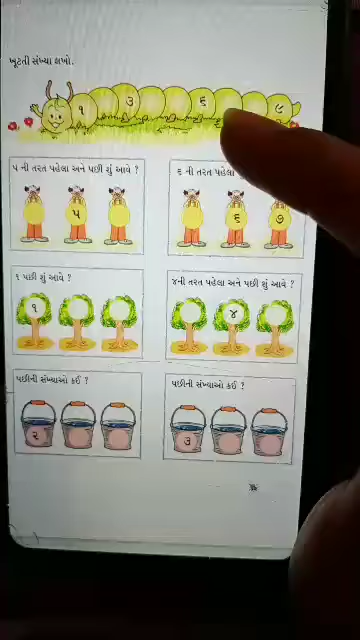 ખૂટતી સંખ્યા લખો.
૧ ૩ ૬ ૯
૫ ની તરત પહેલા અને પછી શું આવે ?
૬ ની તરત પહેલા
૫
૬ ૭
૧ પછી શું આવે ?
૪ની તરત પહેલા અને પછી શું આવે ?
૧
૪
પછીની સંખ્યાઓ કઈ ?
પછીની સંખ્યાઓ કઈ ?
૨
૩